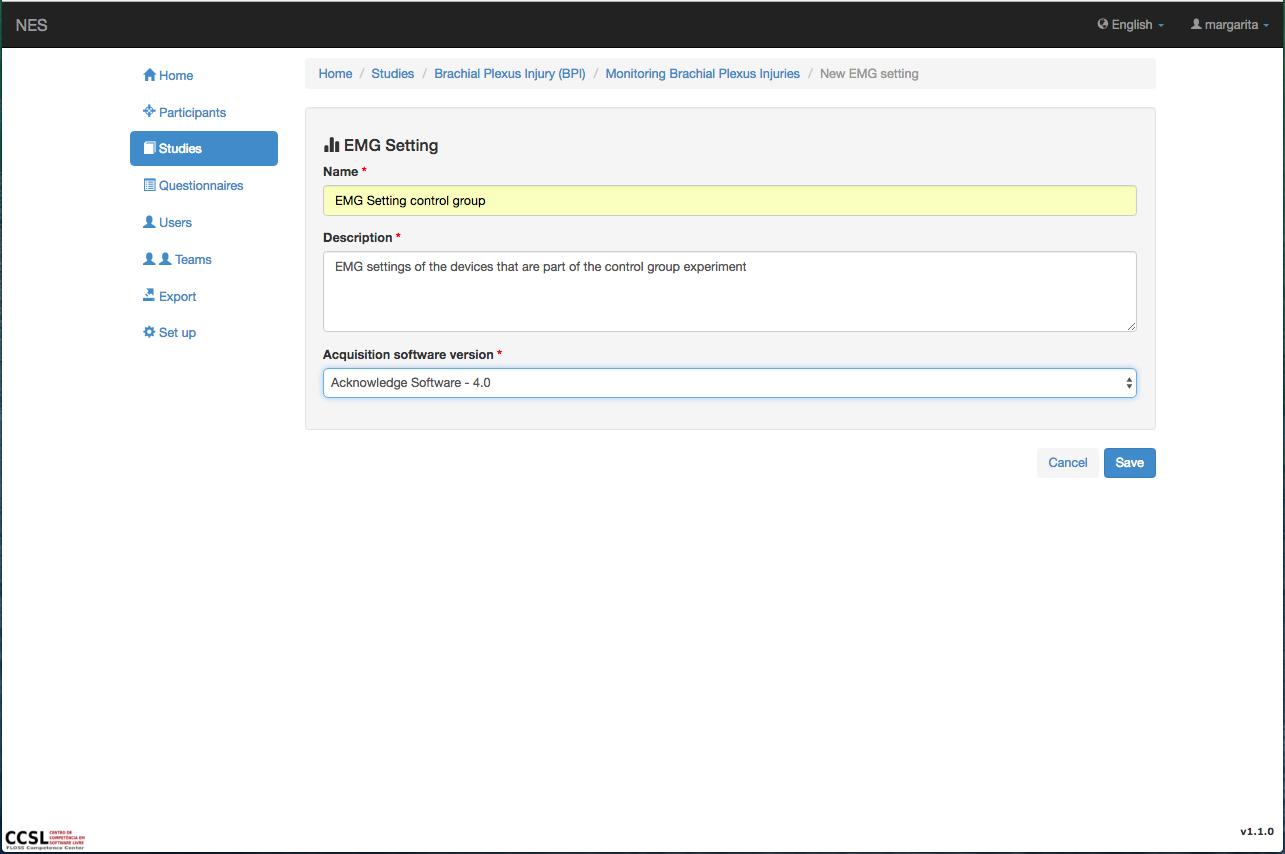 NES
English
margarita
Home
Participants
Studies
Questionnaires
Users
Teams
Export
Set up
Home / Studies / Brachial Plexus Injury (BPI) / Monitoring Brachial Plexus Injuries / New EMG setting
EMG Setting
Name *
EMG Setting control group
Description *
EMG settings of the devices that are part of the control group experiment
Acquisition software version *
Acknowledge Software - 4.0
Cancel
Save
CCSL
CENTRO DE
COMPETÊNCIA EM
SOFTWARE LIVRE
FLOSS Competence Center
v1.1.0